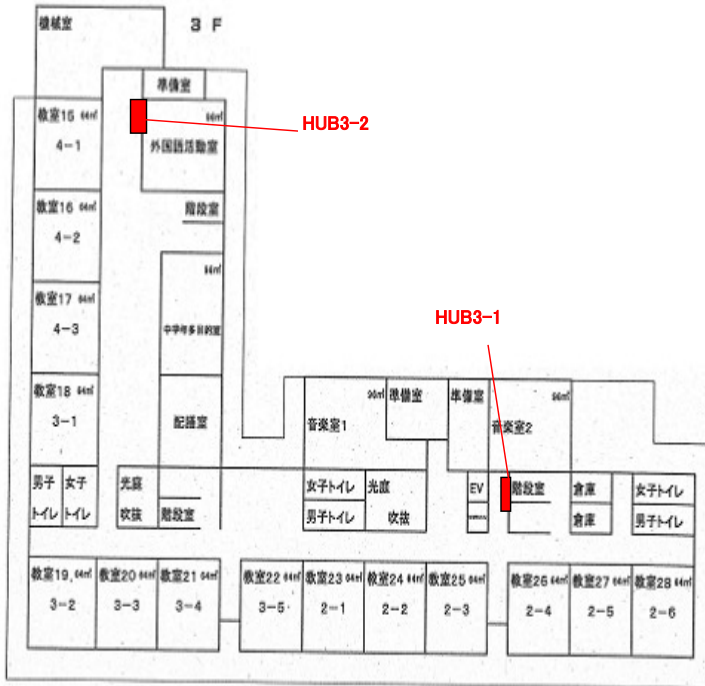 機械室
3 F
準備室
教室15 64㎡
4-1
96㎡
外国語活動室
HUB3-2
教室16 64㎡
4-2
階段室
教室17 64㎡
4-3
96㎡
中学年多目的室
HUB3-1
教室18 64㎡
3-1
配膳室
音楽室1
96㎡
準備室
準備室
音楽室2
96㎡
男子
トイレ
女子
トイレ
光庭
吹抜
階段室
女子トイレ
男子トイレ
光庭
吹抜
EV
階段室
倉庫
倉庫
女子トイレ
男子トイレ
教室19 64㎡
3-2
教室20 64㎡
3-3
教室21 64㎡
3-4
教室22 64㎡
3-5
教室23 64㎡
2-1
教室24 64㎡
2-2
教室25 64㎡
2-3
教室26 64㎡
2-4
教室27 64㎡
2-5
教室28 64㎡
2-6